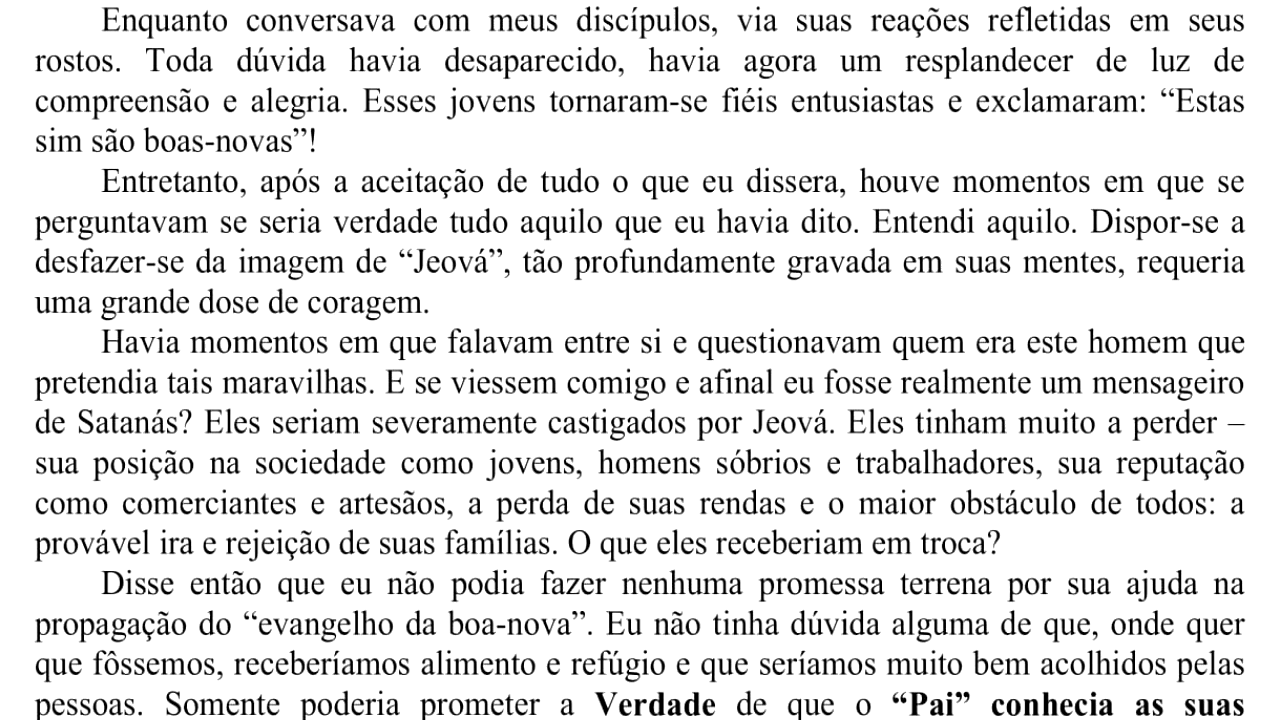 Enquanto conversava com meus discípulos, via suas reações refletidas em seus
rostos. Toda dúvida havia desaparecido, havia agora um resplandecer de luz de
compreensão e alegria. Esses jovens tornaram-se fiéis entusiastas e exclamaram: “Estas
sim são boas-novas”!
Entretanto, após a aceitação de tudo o que eu dissera, houve momentos em que se
perguntavam se seria verdade tudo aquilo que eu havia dito. Entendi aquilo. Dispor-se a
desfazer-se da imagem de “Jeová”, tão profundamente gravada em suas mentes, requeria
uma grande dose de coragem.
Havia momentos em que falavam entre si e questionavam quem era este homem que
pretendia tais maravilhas. E se viessem comigo e afinal eu fosse realmente um mensageiro
de Satanás? Eles seriam severamente castigados por Jeová. Eles tinham muito a perder –
sua posição na sociedade como jovens, homens sóbrios e trabalhadores, sua reputação
como comerciantes e artesãos, a perda de suas rendas e o maior obstáculo de todos: a
provável ira e rejeição de suas famílias. O que eles receberiam em troca?
Disse então que eu não podia fazer nenhuma promessa terrena por sua ajuda na
propagação do “evangelho da boa-nova”. Eu não tinha dúvida alguma de que, onde quer
que fôssemos, receberíamos alimento e refúgio e que seríamos muito bem acolhidos pelas
pessoas. Somente poderia prometer a Verdade de que o “Pai” conhecia as suas